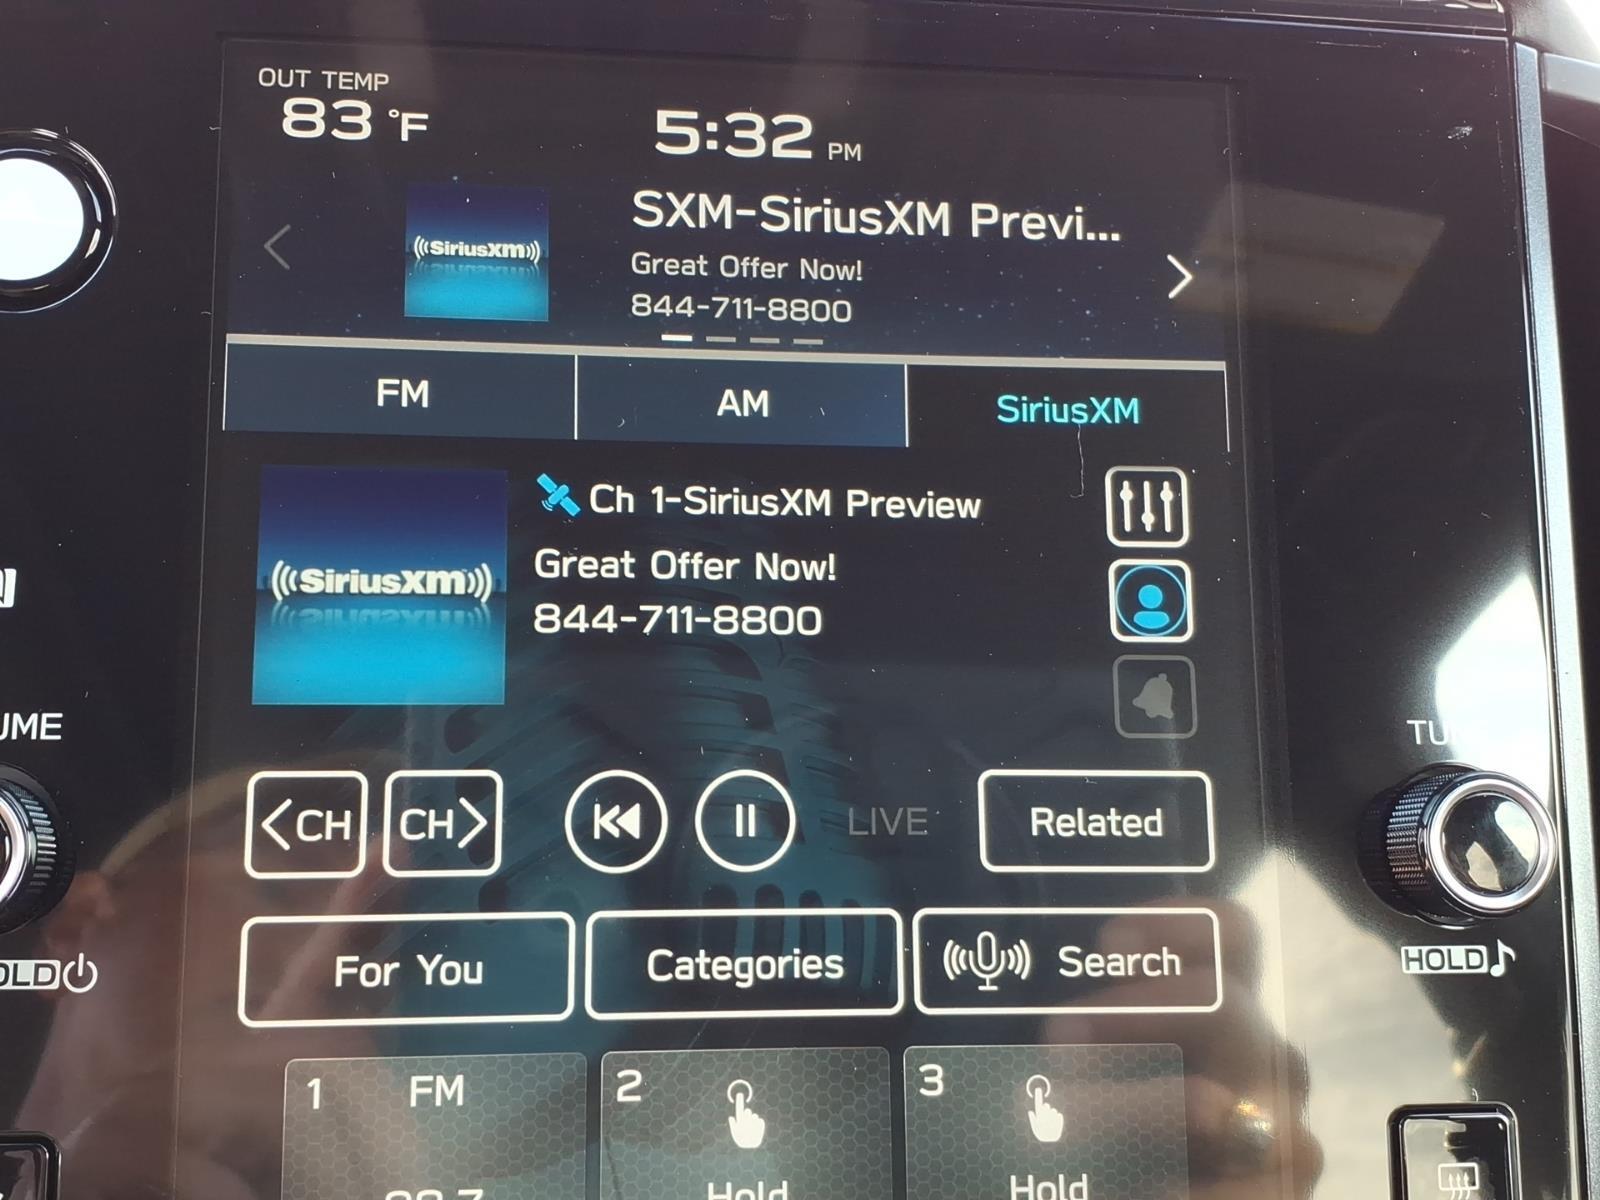 OUT TEMP
83 °F
5:32 PM
((SiriusXM))
SXM-SiriusXM Previ...
Great Offer Now!
844-711-8800
FM
AM
SiriusXM
((SiriusXM))
Ch 1-SiriusXM Preview
Great Offer Now!
844-711-8800
<CH
CH>
LIVE
Related
For You
Categories
Search
1 FM
2
Hold
3
Hold
UME
OLD
TU
HOLD